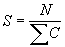 S = N / ∑C